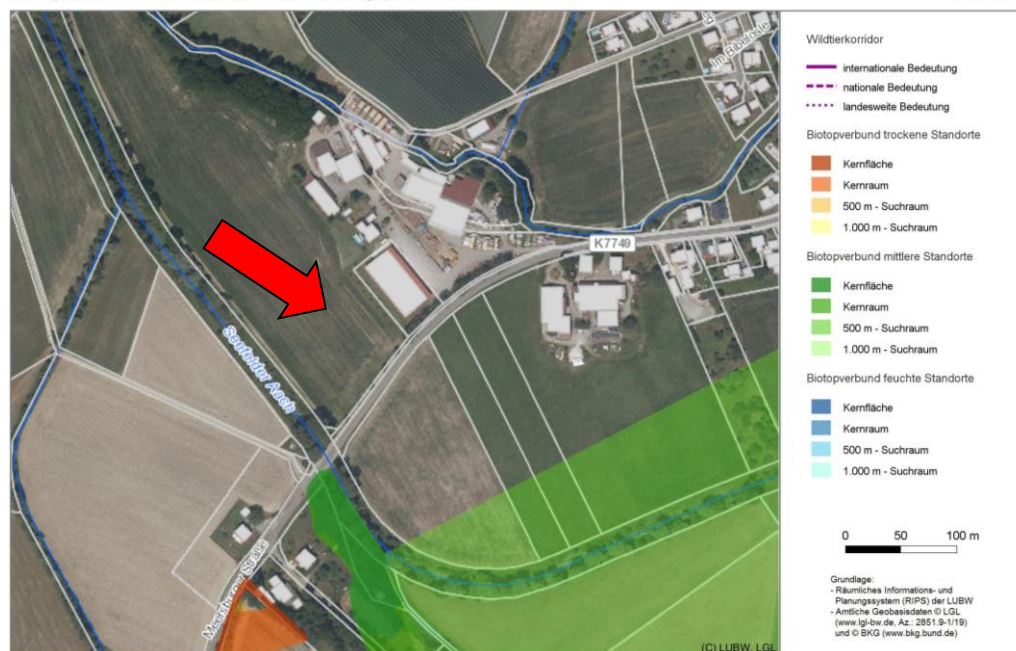 Im Bibelösle
K7749
Seefelder Aach
(C) LUBW, LGL
Wildtierkorridor
internationale Bedeutung
nationale Bedeutung
landesweite Bedeutung
Biotopverbund trockene Standorte
Kernfläche
Kernraum
500 m - Suchraum
1.000 m - Suchraum
Biotopverbund mittlere Standorte
Kernfläche
Kernraum
500 m - Suchraum
1.000 m - Suchraum
Biotopverbund feuchte Standorte
Kernfläche
Kernraum
500 m - Suchraum
1.000 m - Suchraum
0 50 100 m
Grundlage:
- Räumliches Informations- und
Planungssystem (RIPS) der LUBW
- Amtliche Geobasisdaten © LGL
(www.lgl-bw.de, Az.: 2851.9-1/19)
und © BKG (www.bkg.bund.de)